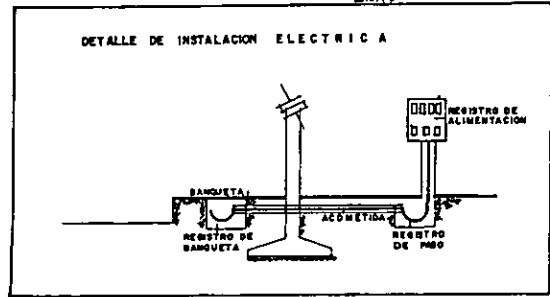 DETALLE DE INSTALACION ELECTRICA
REGISTRO DE
ALIMENTACION
BANQUETA
ACOMETIDA
REGISTRO DE
BANQUETA
REGISTRO
DE PASO